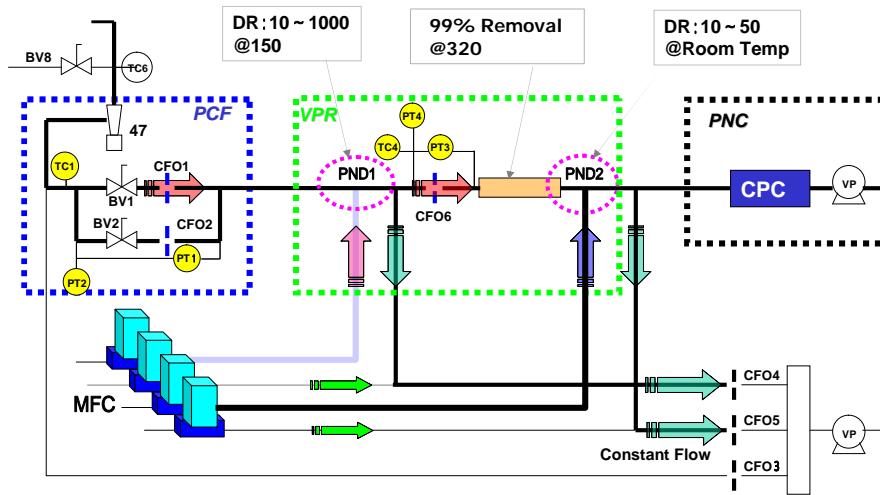 DR:10~1000
@150
99% Removal
@320
DR:10~50
@Room Temp
BV8
TC6
PCF
VPR
PNC
47
PT4
TC1
CFO1
TC4
PT3
PND1
PND2
BV1
CFO6
CPC
VP
BV2
CFO2
PT1
PT2
MFC
CFO4
CFO5
VP
Constant Flow
CFO3